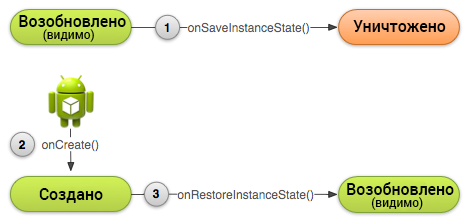 Возобновлено
(видимо)
1
onSaveInstanceState()
Уничтожено
2
onCreate()
Создано
3
onRestoreInstanceState()
Возобновлено
(видимо)